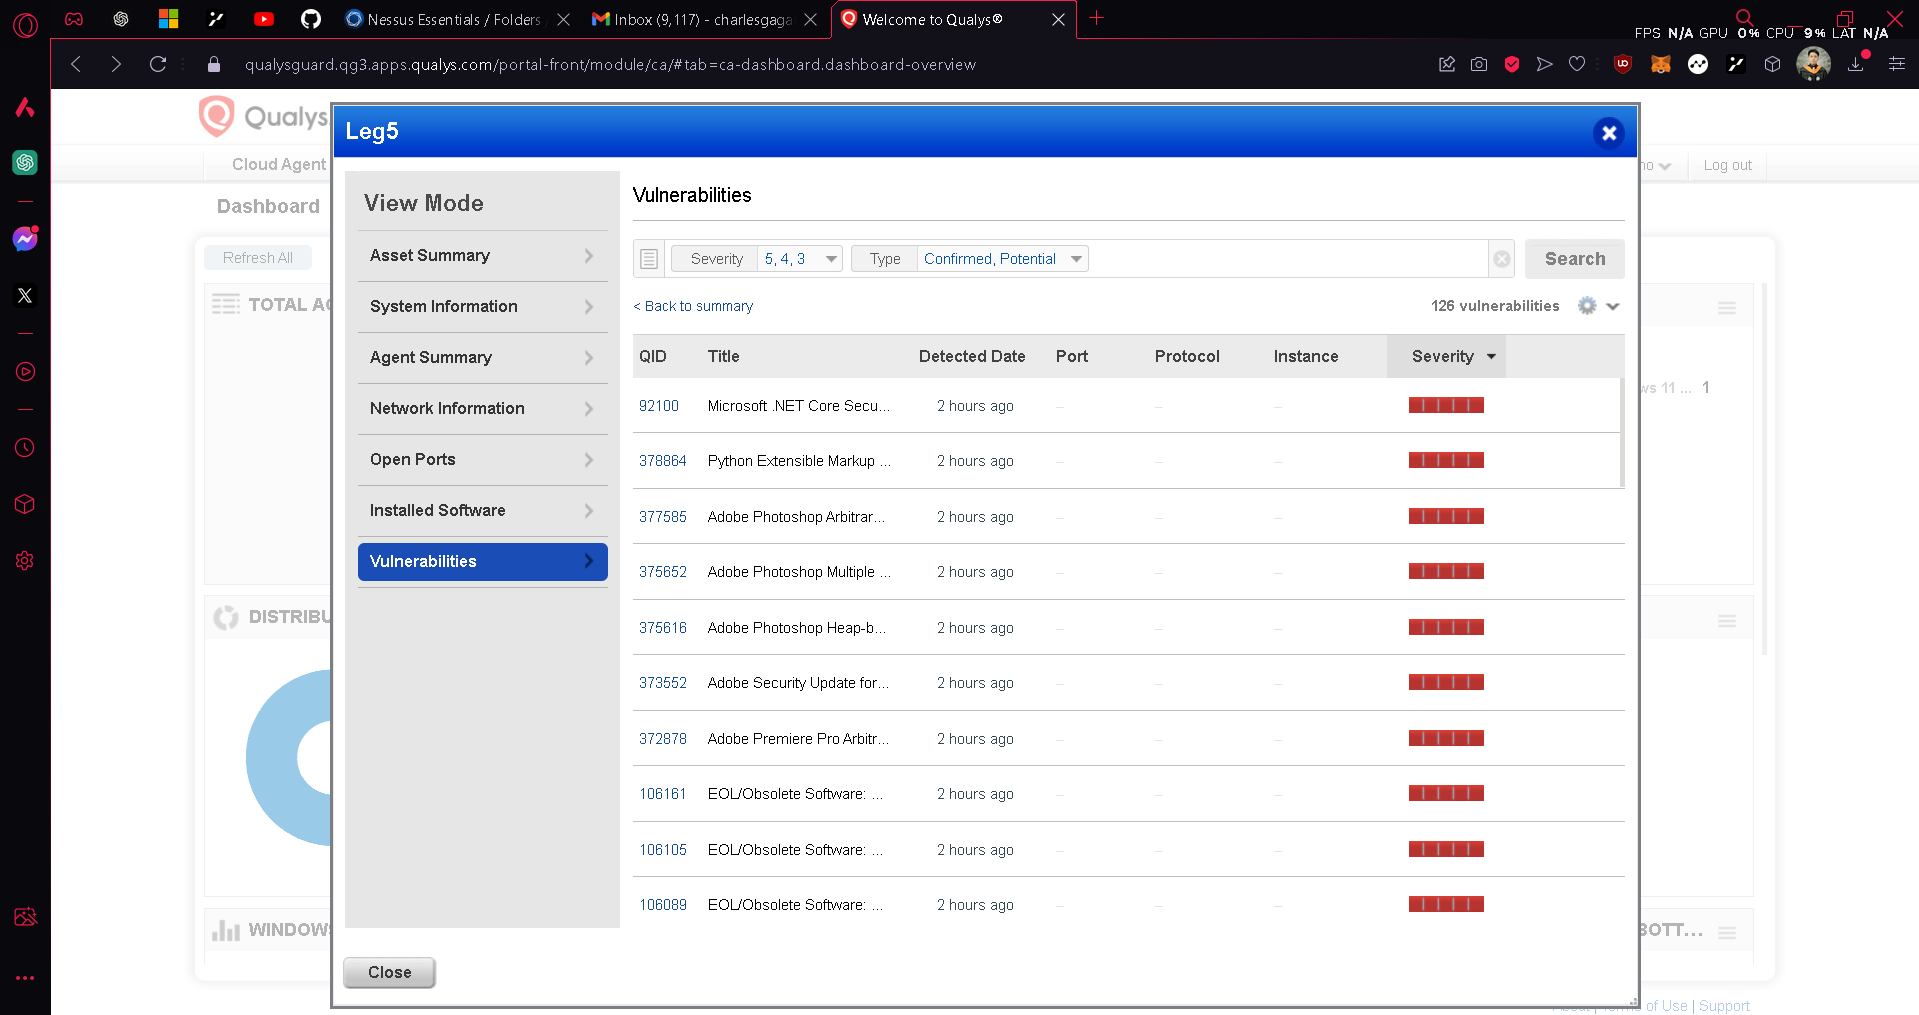 Nessus Essentials / Folders
Inbox (9,117) - charlesgaga
Welcome to Qualys®
FPS N/A GPU 0% CPU 9% LAT N/A
qualysguard.qg3.apps.qualys.com/portal-front/module/ca/#tab=ca-dashboard.dashboard-overview
Qualys.
Leg5
Cloud Agent
Log out
Dashboard
Refresh All
TOTAL AG
DISTRIBU
WINDOWS
ws 11 ... 1
BOTT...
View Mode
Asset Summary
System Information
Agent Summary
Network Information
Open Ports
Installed Software
Vulnerabilities
Vulnerabilities
Severity 5, 4, 3 Type Confirmed, Potential Search
< Back to summary 126 vulnerabilities
QID Title Detected Date Port Protocol Instance Severity
92100 Microsoft .NET Core Secu... 2 hours ago – – –
378864 Python Extensible Markup ... 2 hours ago – – –
377585 Adobe Photoshop Arbitrar... 2 hours ago – – –
375652 Adobe Photoshop Multiple ... 2 hours ago – – –
375616 Adobe Photoshop Heap-b... 2 hours ago – – –
373552 Adobe Security Update for... 2 hours ago – – –
372878 Adobe Premiere Pro Arbitr... 2 hours ago – – –
106161 EOL/Obsolete Software: ... 2 hours ago – – –
106105 EOL/Obsolete Software: ... 2 hours ago – – –
106089 EOL/Obsolete Software: ... 2 hours ago – – –
Close
About | Terms of Use | Support